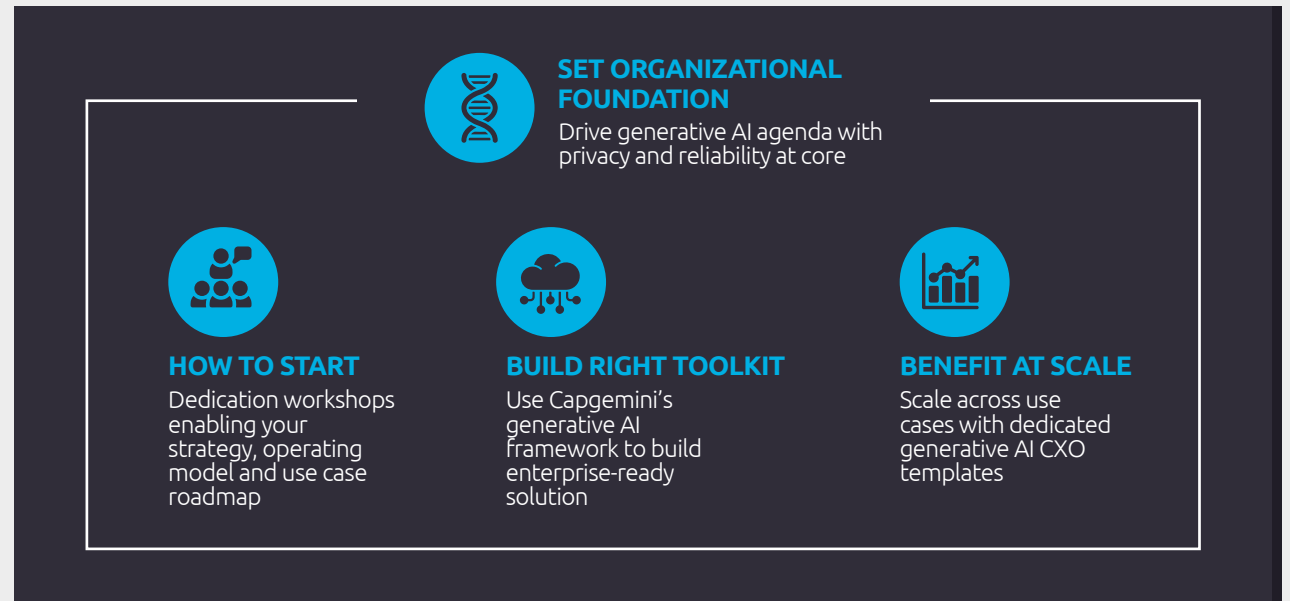 SET ORGANIZATIONAL
FOUNDATION
Drive generative AI agenda with
privacy and reliability at core
HOW TO START
Dedication workshops
enabling your
strategy, operating
model and use case
roadmap
BUILD RIGHT TOOLKIT
Use Capgemini’s
generative AI
framework to build
enterprise-ready
solution
BENEFIT AT SCALE
Scale across use
cases with dedicated
generative AI CXO
templates